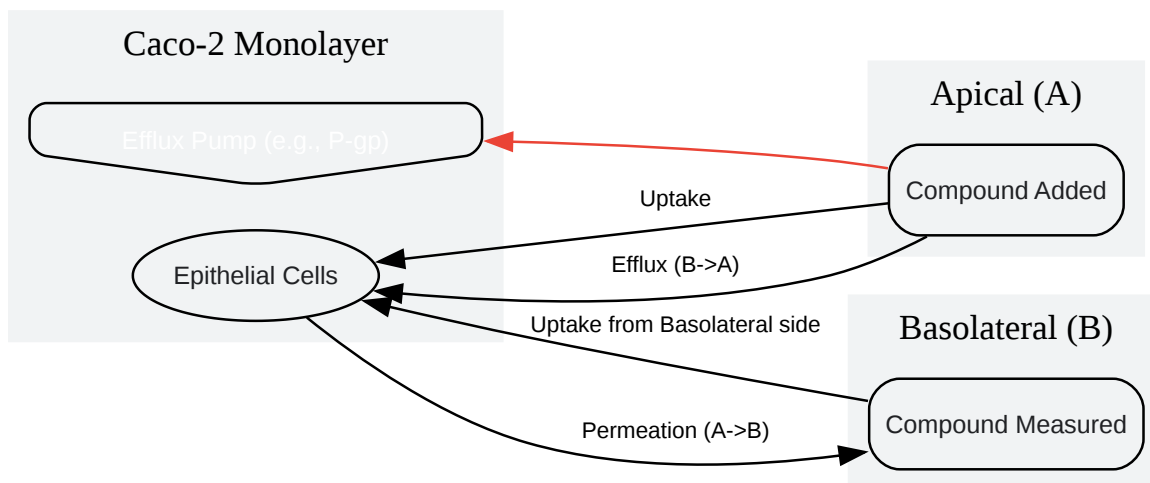 Caco-2 Monolayer
Efflux Pump (e.g., P-gp)
Epithelial Cells
Apical (A)
Compound Added
Uptake
Efflux (B->A)
Uptake from Basolateral side
Permeation (A->B)
Basolateral (B)
Compound Measured